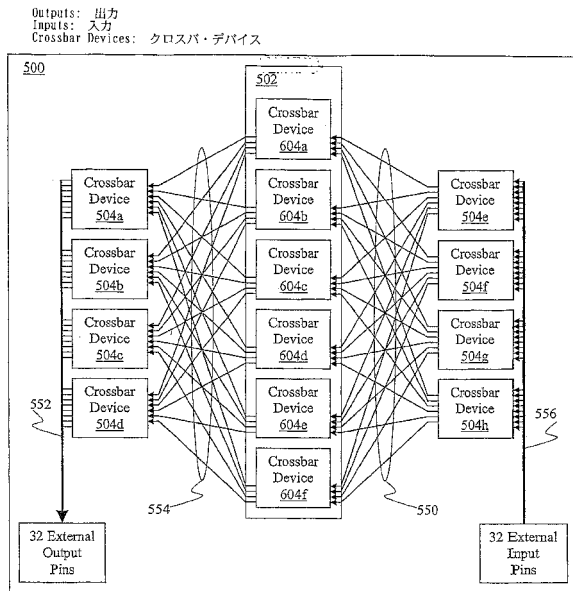 Outputs: 出力
Inputs: 入力
Crossbar Devices: クロスバ・デバイス
500
502
Crossbar
Device
604a
Crossbar
Device
604b
Crossbar
Device
604c
Crossbar
Device
604d
Crossbar
Device
604e
Crossbar
Device
604f
Crossbar
Device
504a
Crossbar
Device
504b
Crossbar
Device
504c
Crossbar
Device
504d
Crossbar
Device
504e
Crossbar
Device
504f
Crossbar
Device
504g
Crossbar
Device
504h
552
554
550
556
32 External
Output
Pins
32 External
Input
Pins